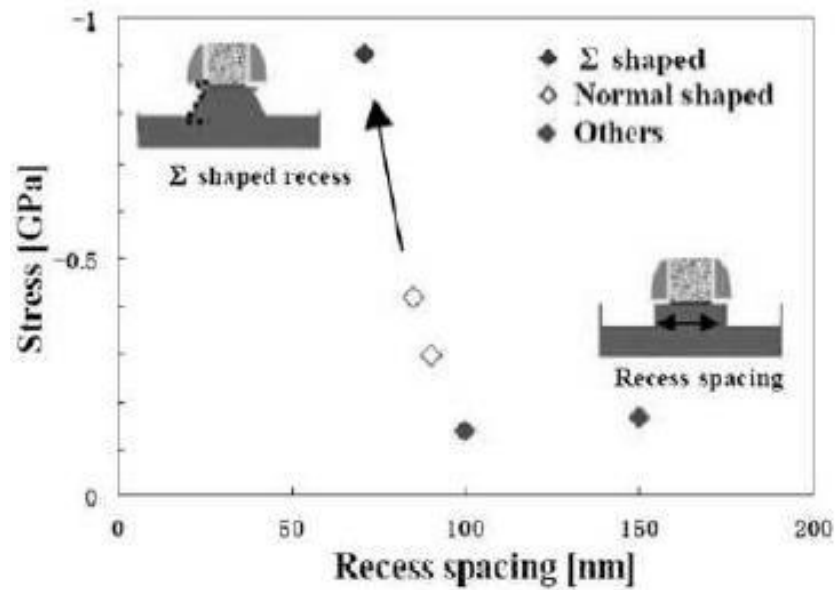 -1
Σ shaped
Normal shaped
Others
Σ shaped recess
Stress [GPa]
-0.5
Recess spacing
0
0
50
100
150
200
Recess spacing [nm]